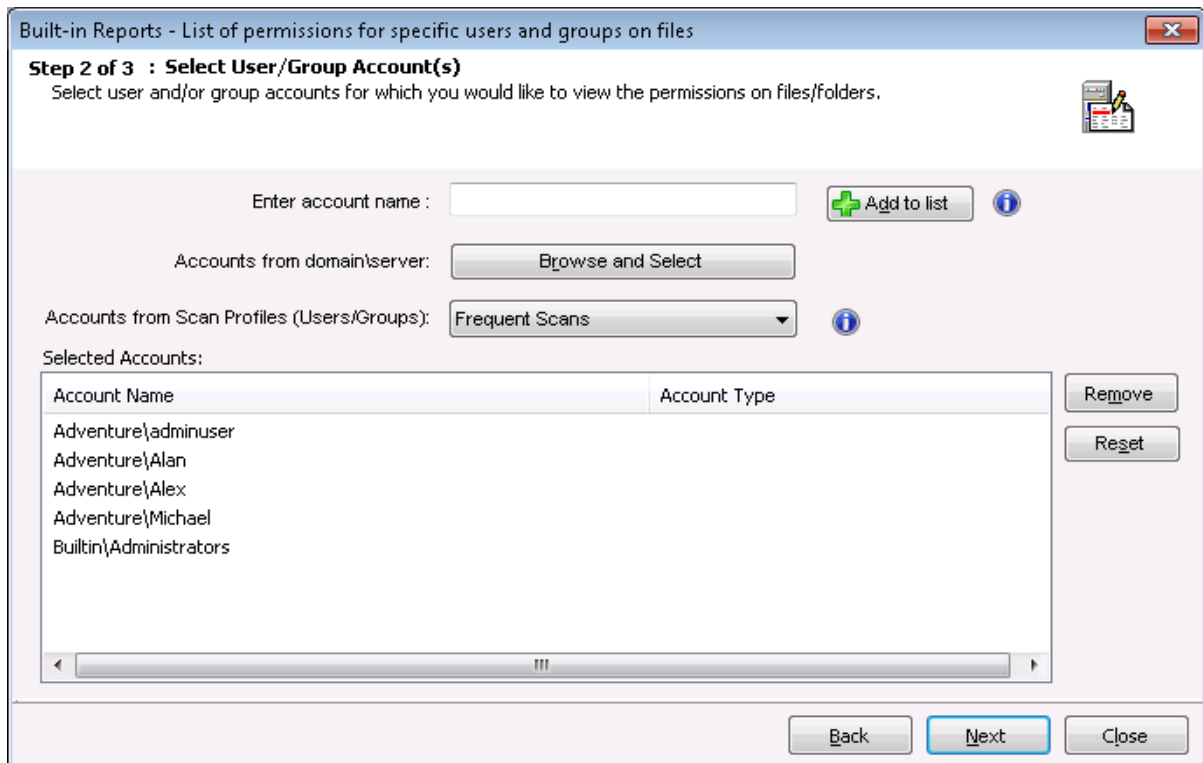 Built-in Reports - List of permissions for specific users and groups on files
Step 2 of 3 : Select User/Group Account(s)
Select user and/or group accounts for which you would like to view the permissions on files/folders.
Enter account name :
Add to list
Accounts from domain\server:
Browse and Select
Accounts from Scan Profiles (Users/Groups):
Frequent Scans
Selected Accounts:
Account Name
Account Type
Remove
Adventure\adminuser
Reset
Adventure\Alan
Adventure\Alex
Adventure\Michael
Builtin\Administrators
Back
Next
Close